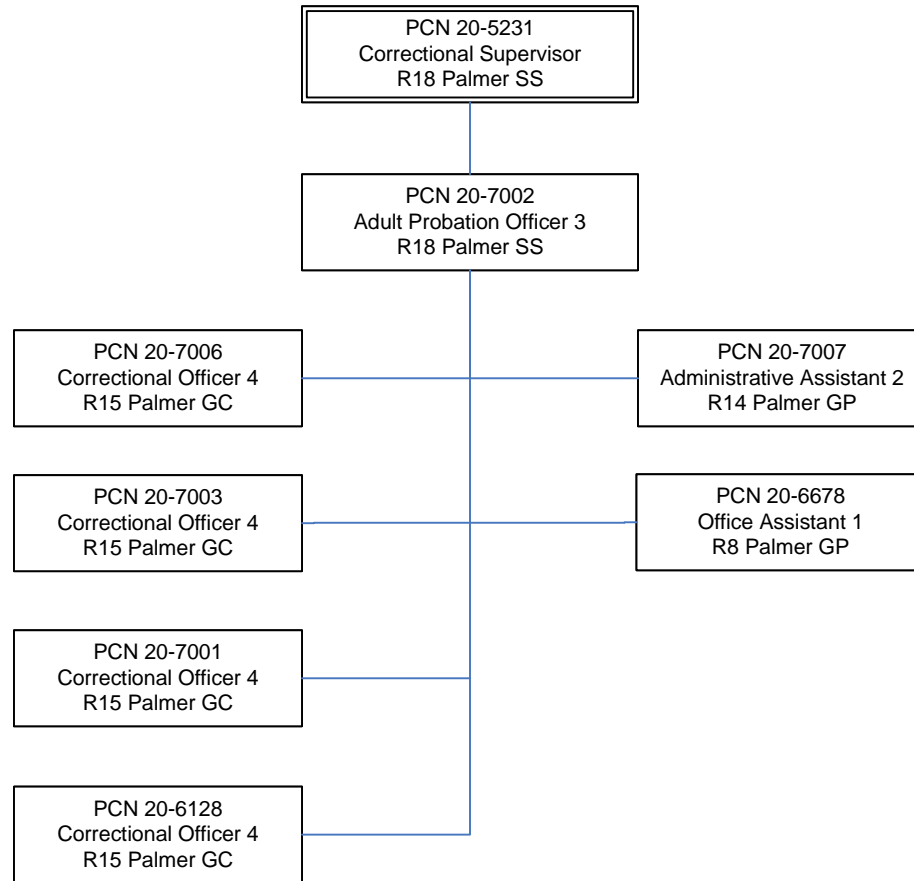 PCN 20-5231
Correctional Supervisor
R18 Palmer SS
PCN 20-7002
Adult Probation Officer 3
R18 Palmer SS
PCN 20-7006
Correctional Officer 4
R15 Palmer GC
PCN 20-7007
Administrative Assistant 2
R14 Palmer GP
PCN 20-7003
Correctional Officer 4
R15 Palmer GC
PCN 20-6678
Office Assistant 1
R8 Palmer GP
PCN 20-7001
Correctional Officer 4
R15 Palmer GC
PCN 20-6128
Correctional Officer 4
R15 Palmer GC